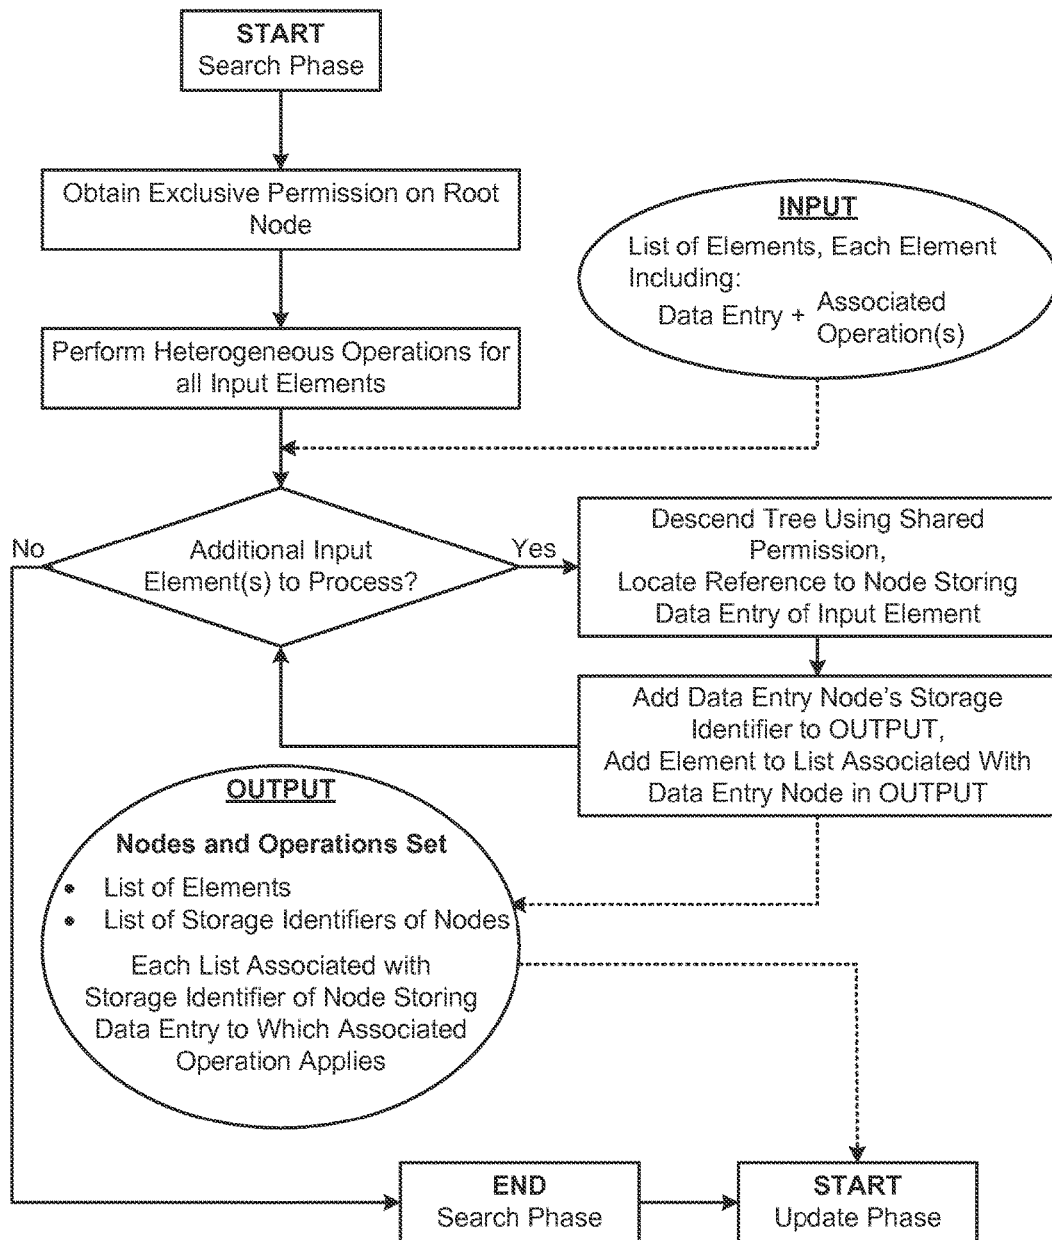 START
Search Phase
Obtain Exclusive Permission on Root
Node
INPUT
List of Elements, Each Element
Including:
Data Entry + Associated
Operation(s)
Perform Heterogeneous Operations for
all Input Elements
No
Additional Input
Element(s) to Process?
Yes
Descend Tree Using Shared
Permission,
Locate Reference to Node Storing
Data Entry of Input Element
Add Data Entry Node's Storage
Identifier to OUTPUT,
Add Element to List Associated With
Data Entry Node in OUTPUT
OUTPUT
Nodes and Operations Set
• List of Elements
• List of Storage Identifiers of Nodes
Each List Associated with
Storage Identifier of Node Storing
Data Entry to Which Associated
Operation Applies
END
Search Phase
START
Update Phase